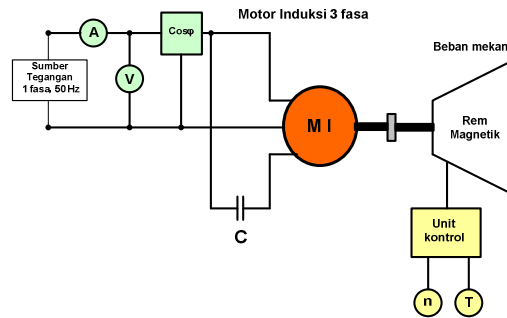 Motor Induksi 3 fasa
A
Cosφ
Beban mekan
Sumber
Tegangan
1 fasa, 50 Hz
V
M I
Rem
Magnetik
C
Unit
kontrol
n
T